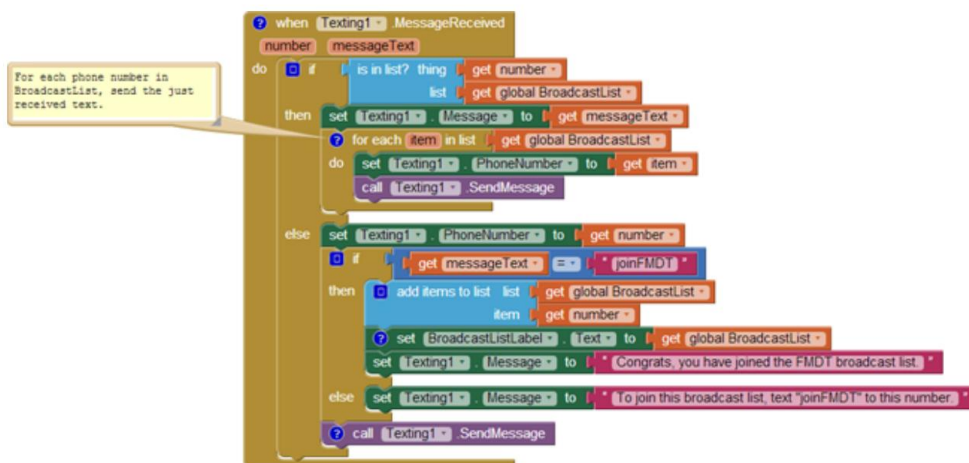 when Texting1 .MessageReceived
number messageText
For each phone number in
BroadcastList, send the just
received text.
do if is in list? thing get number
list get global BroadcastList
then set Texting1 . Message to get messageText
for each item in list get global BroadcastList
do set Texting1 . PhoneNumber to get item
call Texting1 .SendMessage
else set Texting1 . PhoneNumber to get number
if get messageText = " joinFMDT "
then add items to list list get global BroadcastList
item get number
set BroadcastListLabel . Text to get global BroadcastList
set Texting1 . Message to " Congrats, you have joined the FMDT broadcast list. "
else set Texting1 . Message to " To join this broadcast list, text "joinFMDT" to this number. "
call Texting1 .SendMessage